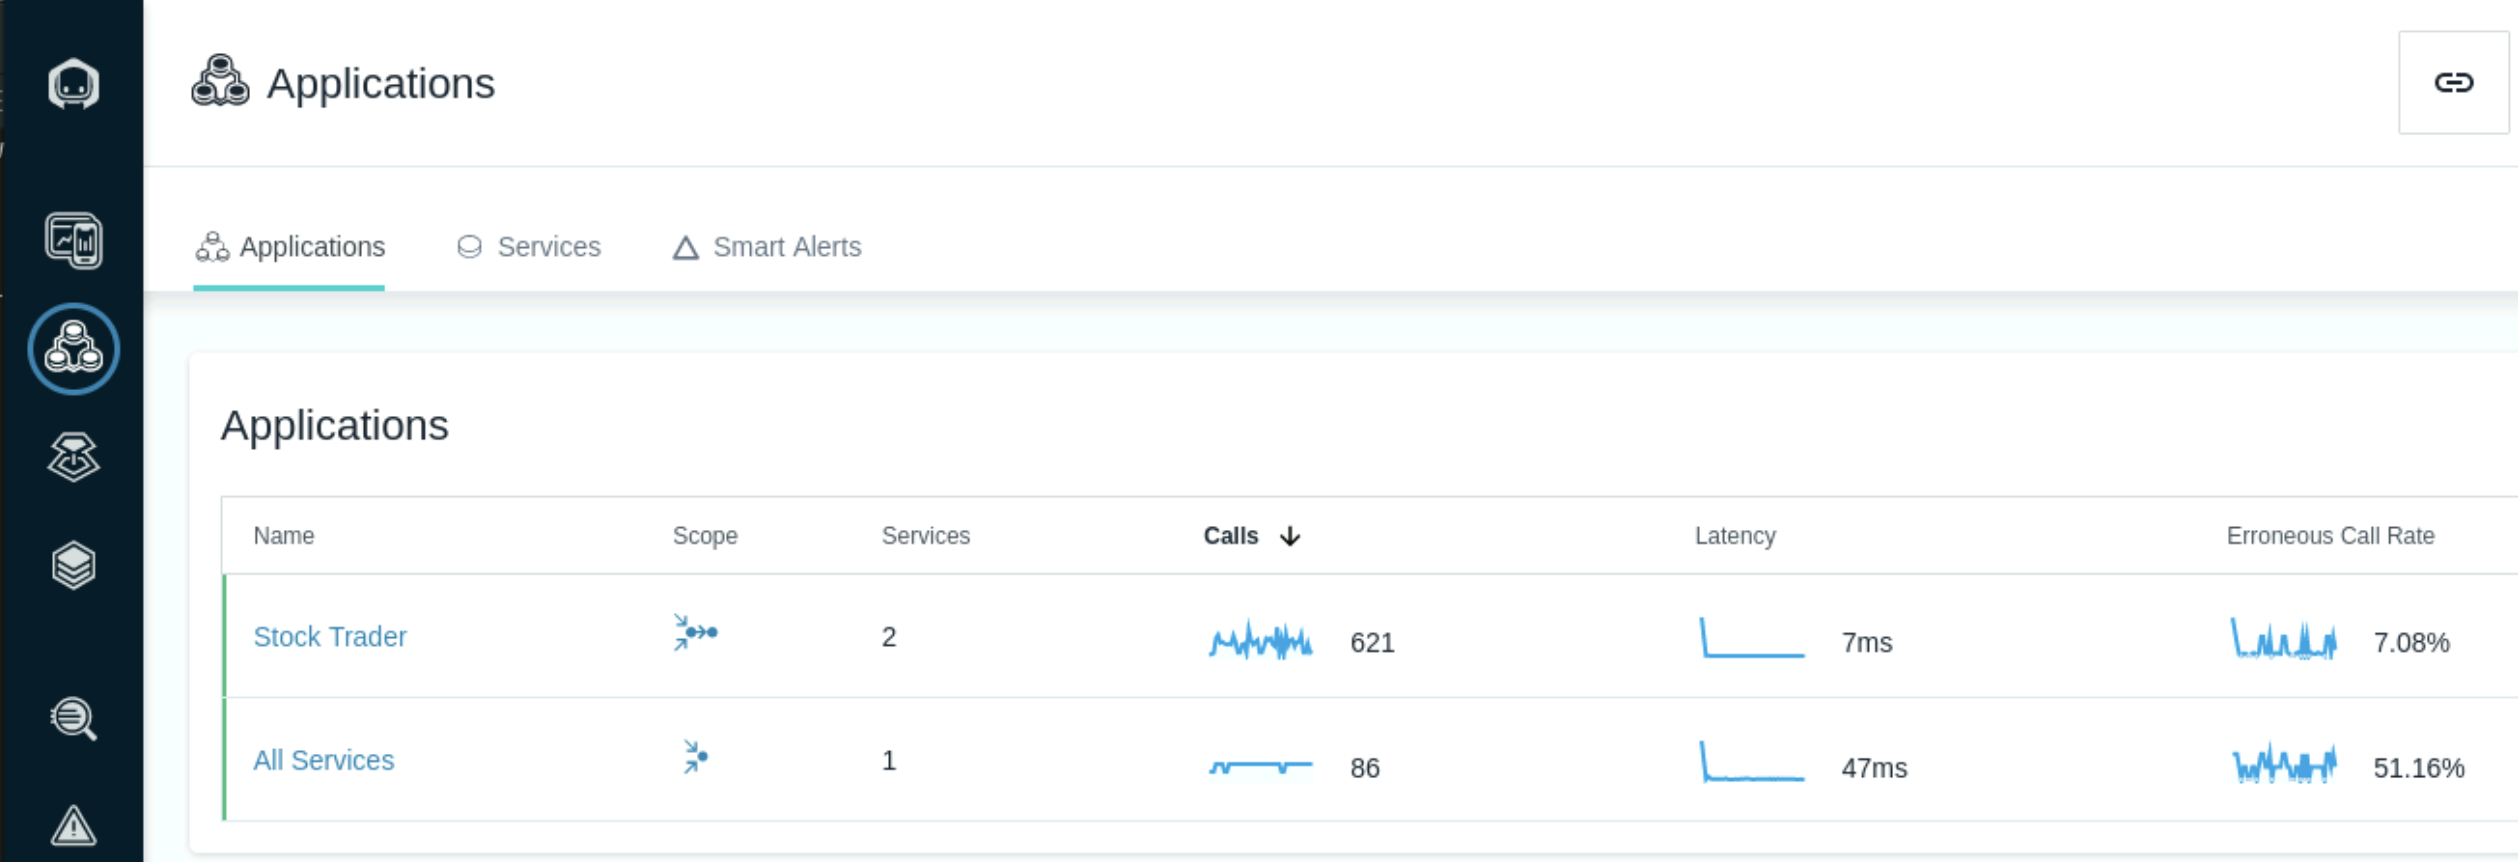 Applications
Applications Services Smart Alerts
Applications
Name Scope Services Calls Latency Erroneous Call Rate
Stock Trader 2 621 7ms 7.08%
All Services 1 86 47ms 51.16%